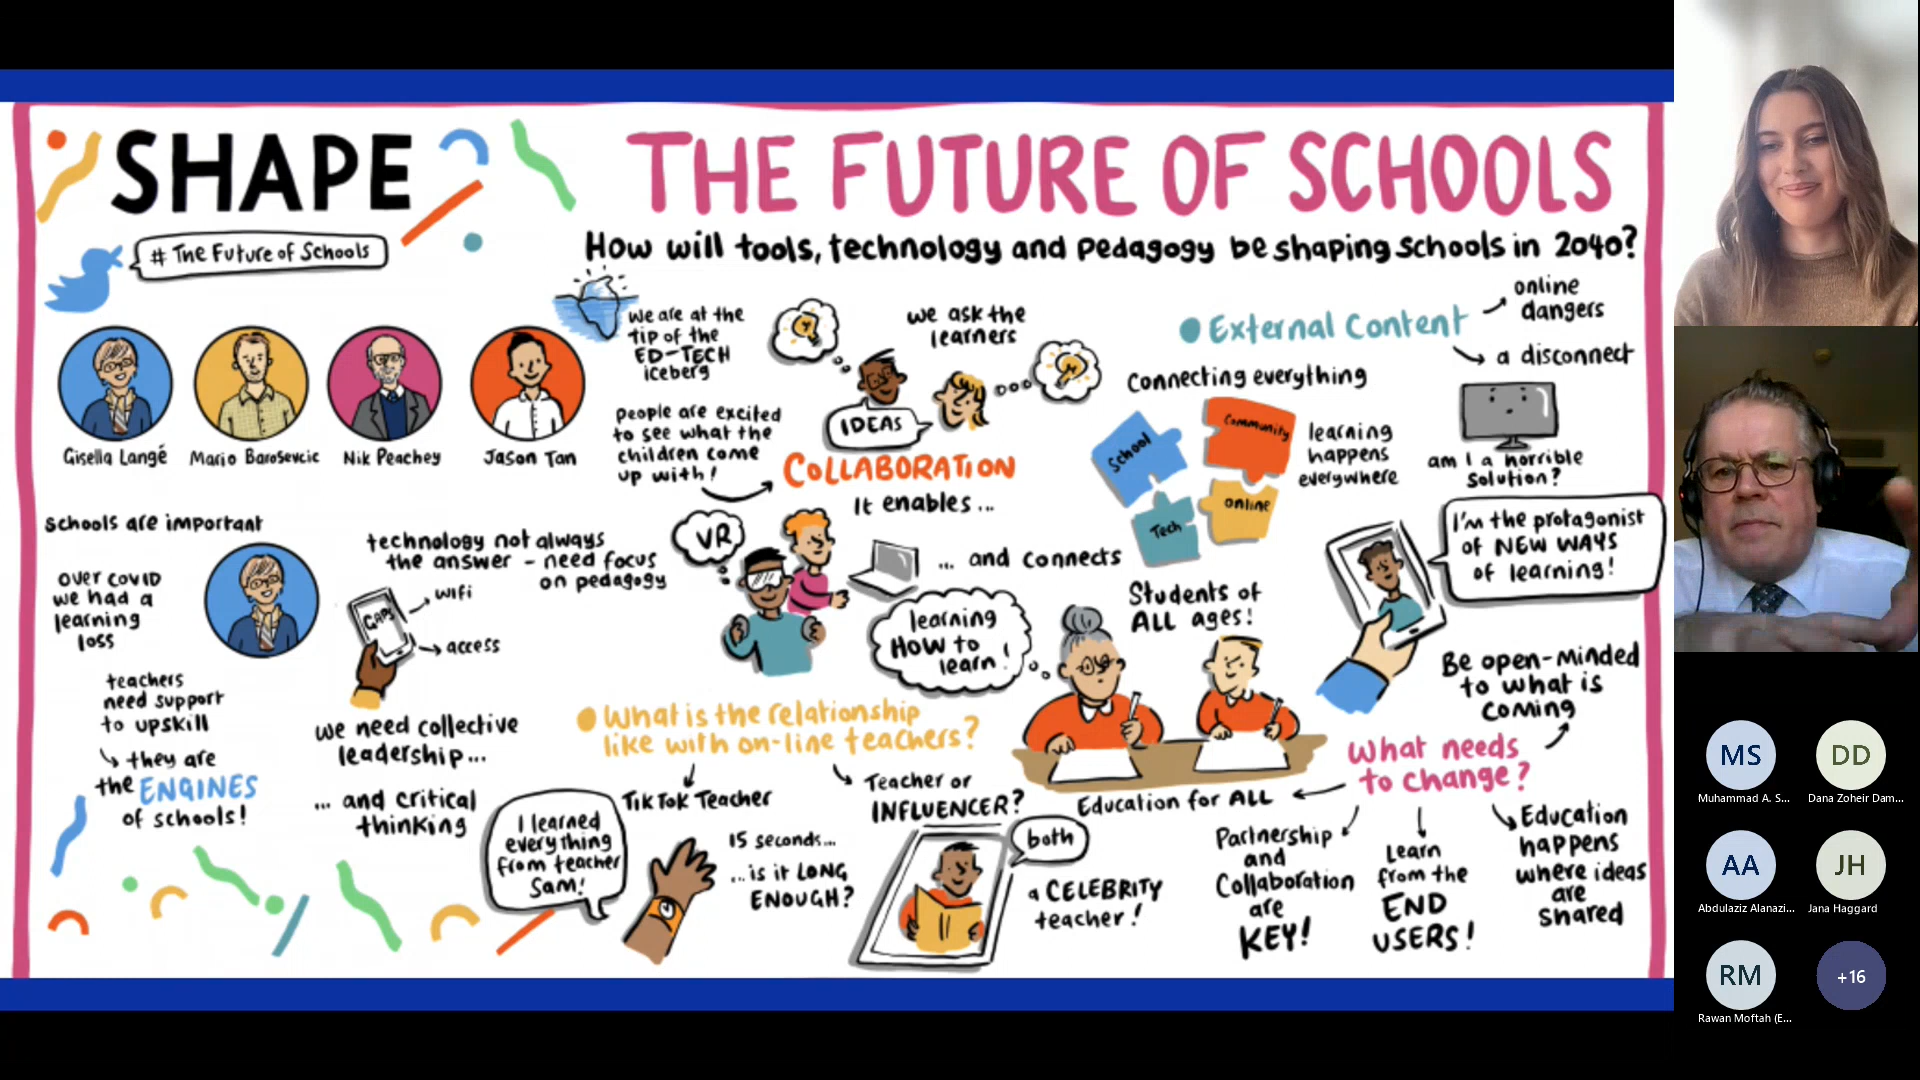 SHAPE
THE FUTURE OF SCHOOLS
# The Future of Schools
How will tools, technology and pedagogy be shaping schools in 2040?
Gisella Langé
Mario Barosevcic
Nik Peachey
Jason Tan
we are at the
tip of the
ED-TECH
iceberg
people are excited
to see what the
children come
up with!
we ask the
learners
IDEAS
COLLABORATION
It enables ...
VR
... and connects
learning
HOW to
learn!
Students of
ALL ages!
External Content
online
dangers
a disconnect
Connecting everything
School
Community
Tech
online
learning
happens
everywhere
am I a horrible
solution?
I'm the protagonist
of NEW WAYS
of learning!
schools are important
over covid
we had a
learning
loss
teachers
need support
to upskill
they are
the ENGINES
of schools!
technology not always
the answer - need focus
on pedagogy
GAPS
wifi
access
we need collective
leadership...
... and critical
thinking
What is the relationship
like with on-line teachers?
TikTok Teacher
I learned
everything
from teacher
Sam!
15 seconds...
...is it LONG
ENOUGH?
Teacher or
INFLUENCER?
both
a CELEBRITY
teacher!
What needs
to change?
Be open-minded
to what is
coming
Education for ALL
Partnership
and
Collaboration
are
KEY!
Learn
from the
END
USERS!
Education
happens
where ideas
are
shared
MS
Muhammad A. S...
DD
Dana Zoheir Dam...
AA
Abdulaziz Alanazi...
JH
Jana Haggard
RM
Rawan Moftah (E...
+16